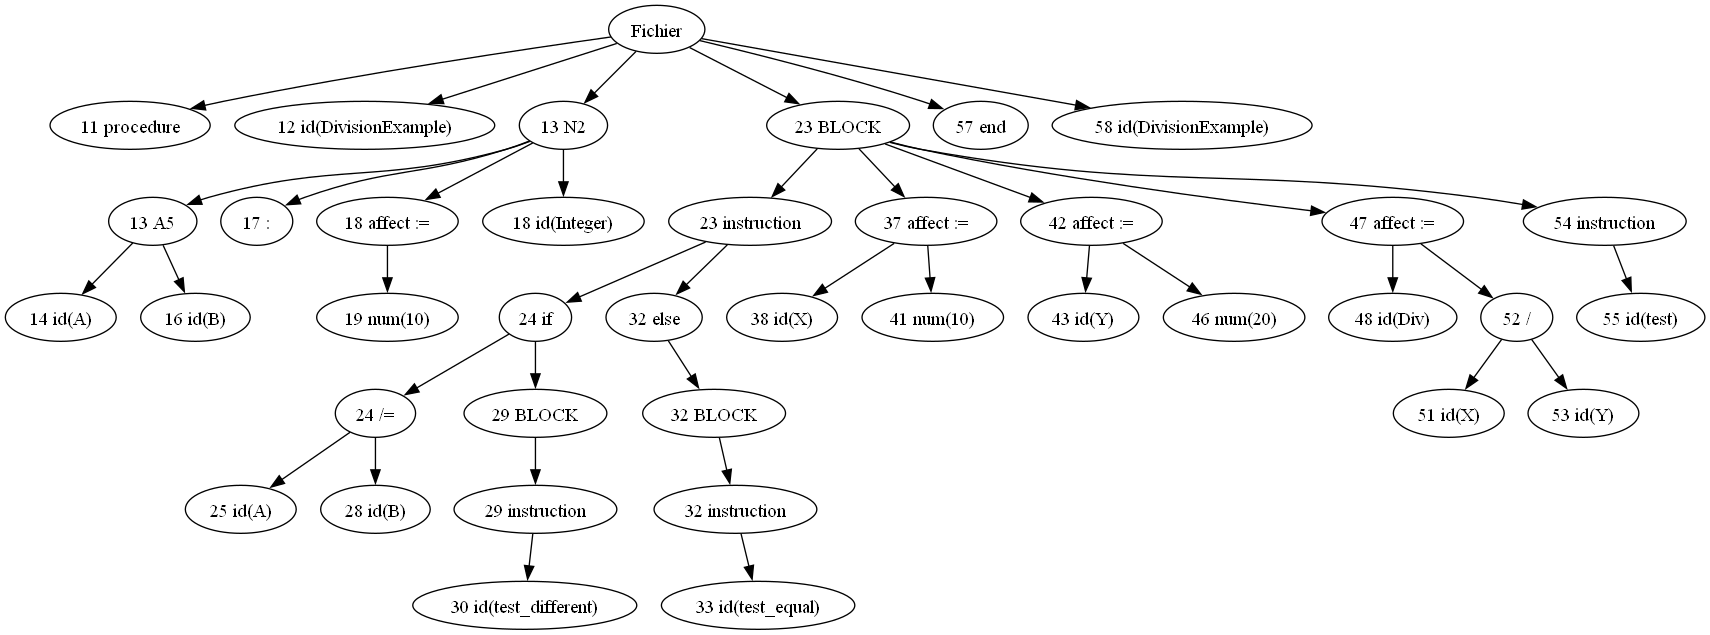 Fichier
11 procedure
12 id(DivisionExample)
13 N2
23 BLOCK
57 end
58 id(DivisionExample)
13 A5
17 :
18 affect :=
18 id(Integer)
23 instruction
37 affect :=
42 affect :=
47 affect :=
54 instruction
14 id(A)
16 id(B)
19 num(10)
24 if
32 else
38 id(X)
41 num(10)
43 id(Y)
46 num(20)
48 id(Div)
52 /
55 id(test)
24 /=
29 BLOCK
32 BLOCK
51 id(X)
53 id(Y)
25 id(A)
28 id(B)
29 instruction
32 instruction
30 id(test_different)
33 id(test_equal)